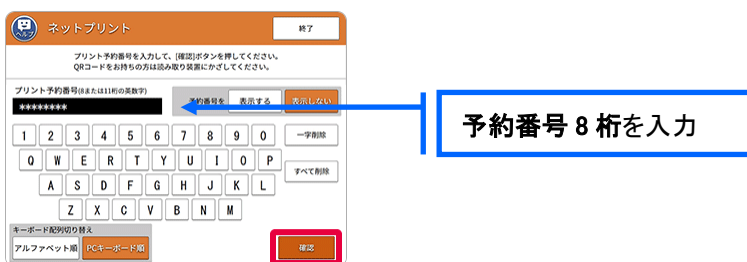 ヘルプ
ネットプリント
終了
プリント予約番号を入力して、[確認]ボタンを押してください。
QRコードをお持ちの方は読み取り装置にかざしてください。
プリント予約番号(8または11桁の英数字)
********
予約番号を 表示する 表示しない
予約番号 8 桁を入力
1 2 3 4 5 6 7 8 9 0 一字削除
Q W E R T Y U I O P
すべて削除
A S D F G H J K L
Z X C V B N M
キーボード配列切り替え
アルファベット順 PCキーボード順
確認